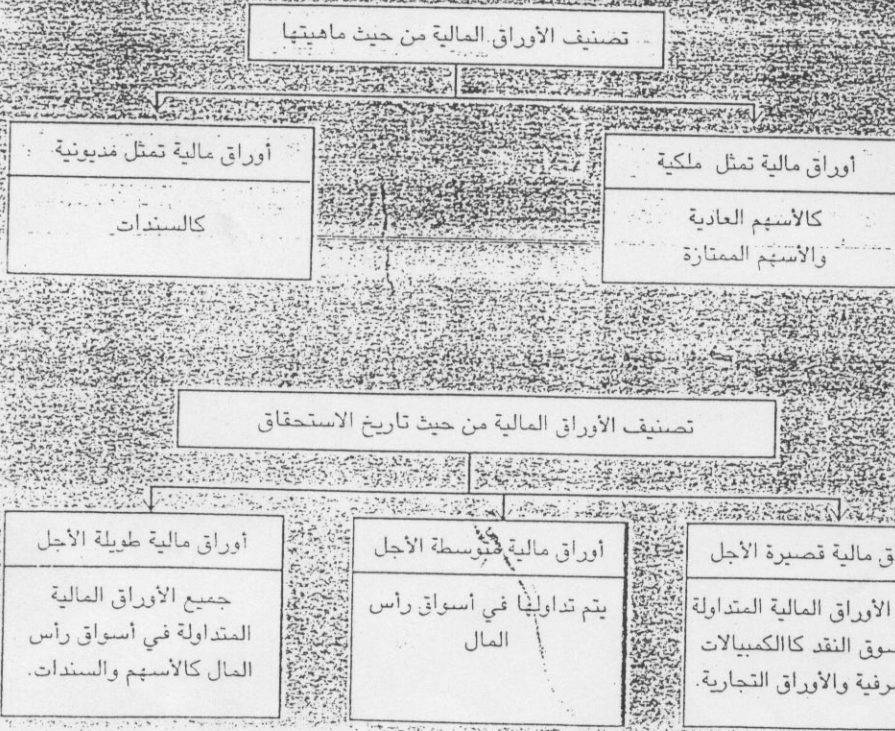 تصنيف الأوراق المالية من حيث ماهيتها
أوراق مالية تمثل ملكية
كالأسهم العادية
والأسهم الممتازة
أوراق مالية تمثل مديونية
كالسندات
تصنيف الأوراق المالية من حيث تاريخ الاستحقاق
مالية قصيرة الأجل
الأوراق المالية المتداولة
سوق النقد كاالكمبيالات
والأوراق التجارية.
أوراق مالية متوسطة الأجل
يتم تداولها في أسواق رأس
المال
أوراق مالية طويلة الأجل
جميع الأوراق المالية
المتداولة في أسواق رأس
المال كالأسهم والسندات.